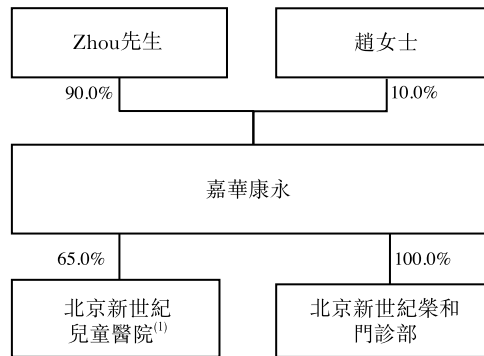 Zhou先生
趙女士
90.0%
10.0%
嘉華康永
65.0%
100.0%
北京新世紀
兒童醫院(1)
北京新世紀榮和
門診部